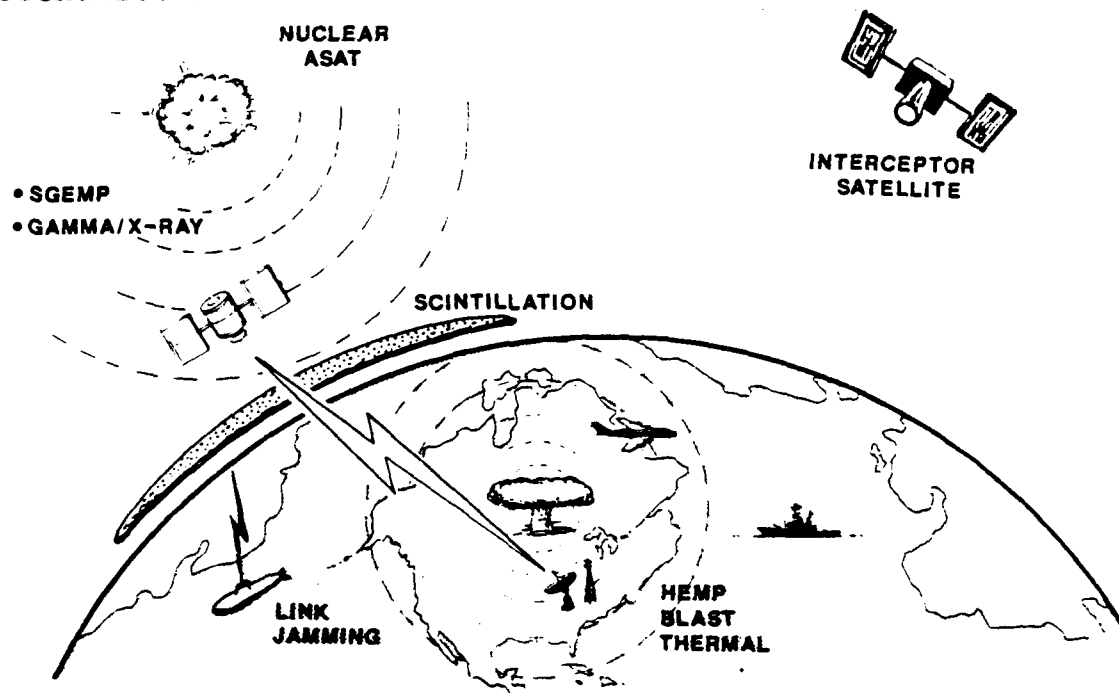 NUCLEAR
ASAT
• SGEMP
• GAMMA/X-RAY
INTERCEPTOR
SATELLITE
SCINTILLATION
LINK
JAMMING
HEMP
BLAST
THERMAL